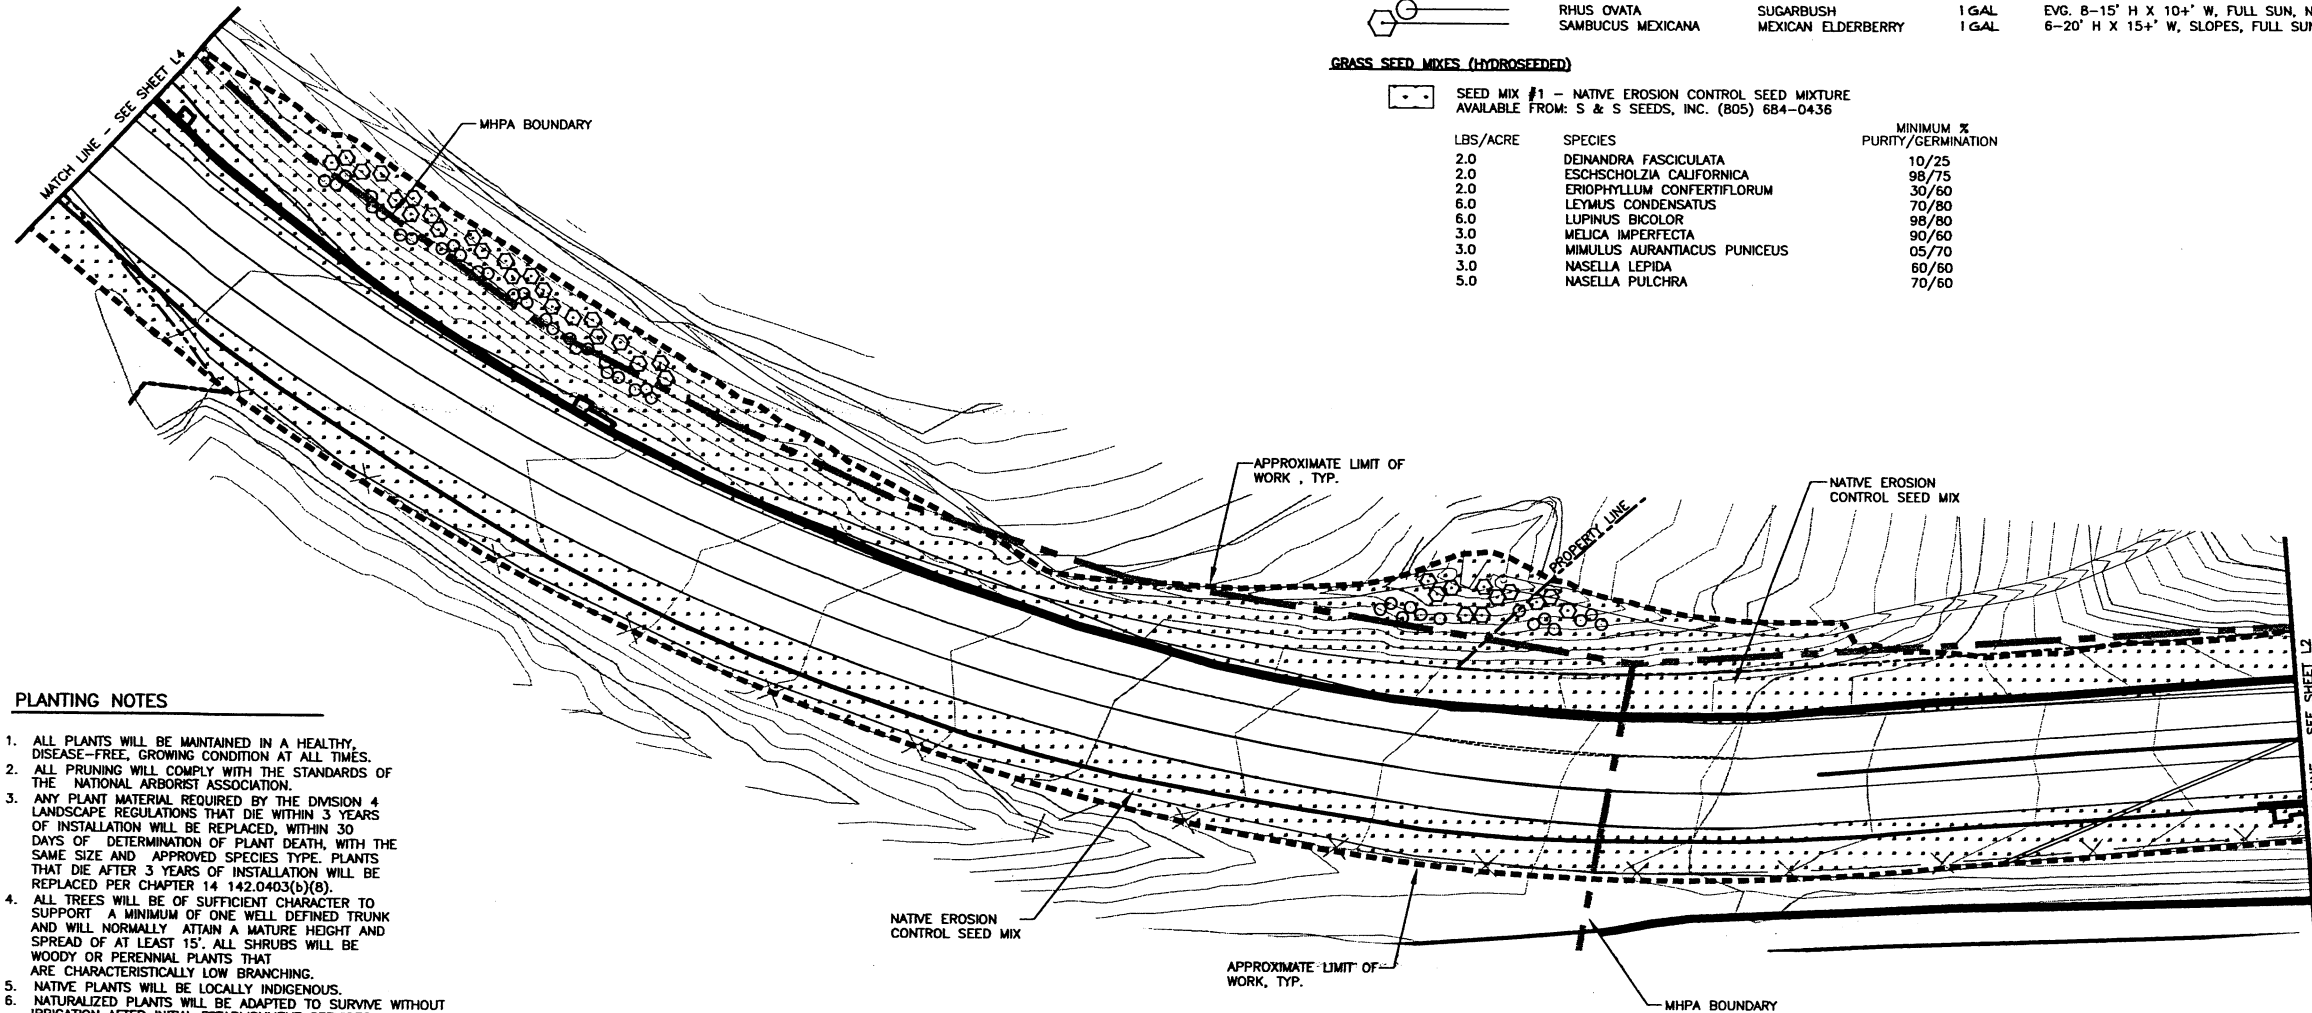 RHUS OVATA SUGARBUSH 1 GAL EVG. 8-15' H X 10+' W, FULL SUN, N
SAMBUCUS MEXICANA MEXICAN ELDERBERRY 1 GAL 6-20' H X 15+' W, SLOPES, FULL SUN
GRASS SEED MIXES (HYDROSEEDED)
SEED MIX #1 - NATIVE EROSION CONTROL SEED MIXTURE
AVAILABLE FROM: S & S SEEDS, INC. (805) 684-0436
MINIMUM %
LBS/ACRE SPECIES PURITY/GERMINATION
2.0 DEINANDRA FASCICULATA 10/25
2.0 ESCHSCHOLZIA CALIFORNICA 98/75
2.0 ERIOPHYLLUM CONFERTIFLORUM 30/60
6.0 LEYMUS CONDENSATUS 70/80
6.0 LUPINUS BICOLOR 98/80
3.0 MELICA IMPERFECTA 90/60
3.0 MIMULUS AURANTIACUS PUNICEUS 05/70
3.0 NASELLA LEPIDA 60/60
5.0 NASELLA PULCHRA 70/60
MATCH LINE - SEE SHEET L4
MHPA BOUNDARY
APPROXIMATE LIMIT OF
WORK , TYP.
PROPERTY LINE
NATIVE EROSION
CONTROL SEED MIX
SEE SHEET L2
PLANTING NOTES
1. ALL PLANTS WILL BE MAINTAINED IN A HEALTHY,
DISEASE-FREE, GROWING CONDITION AT ALL TIMES.
2. ALL PRUNING WILL COMPLY WITH THE STANDARDS OF
THE NATIONAL ARBORIST ASSOCIATION.
3. ANY PLANT MATERIAL REQUIRED BY THE DIVISION 4
LANDSCAPE REGULATIONS THAT DIE WITHIN 3 YEARS
OF INSTALLATION WILL BE REPLACED, WITHIN 30
DAYS OF DETERMINATION OF PLANT DEATH, WITH THE
SAME SIZE AND APPROVED SPECIES TYPE. PLANTS
THAT DIE AFTER 3 YEARS OF INSTALLATION WILL BE
REPLACED PER CHAPTER 14 142.0403(b)(8).
4. ALL TREES WILL BE OF SUFFICIENT CHARACTER TO
SUPPORT A MINIMUM OF ONE WELL DEFINED TRUNK
AND WILL NORMALLY ATTAIN A MATURE HEIGHT AND
SPREAD OF AT LEAST 15'. ALL SHRUBS WILL BE
WOODY OR PERENNIAL PLANTS THAT
ARE CHARACTERISTICALLY LOW BRANCHING.
5. NATIVE PLANTS WILL BE LOCALLY INDIGENOUS.
6. NATURALIZED PLANTS WILL BE ADAPTED TO SURVIVE WITHOUT
NATIVE EROSION
CONTROL SEED MIX
APPROXIMATE LIMIT OF
WORK, TYP.
MHPA BOUNDARY